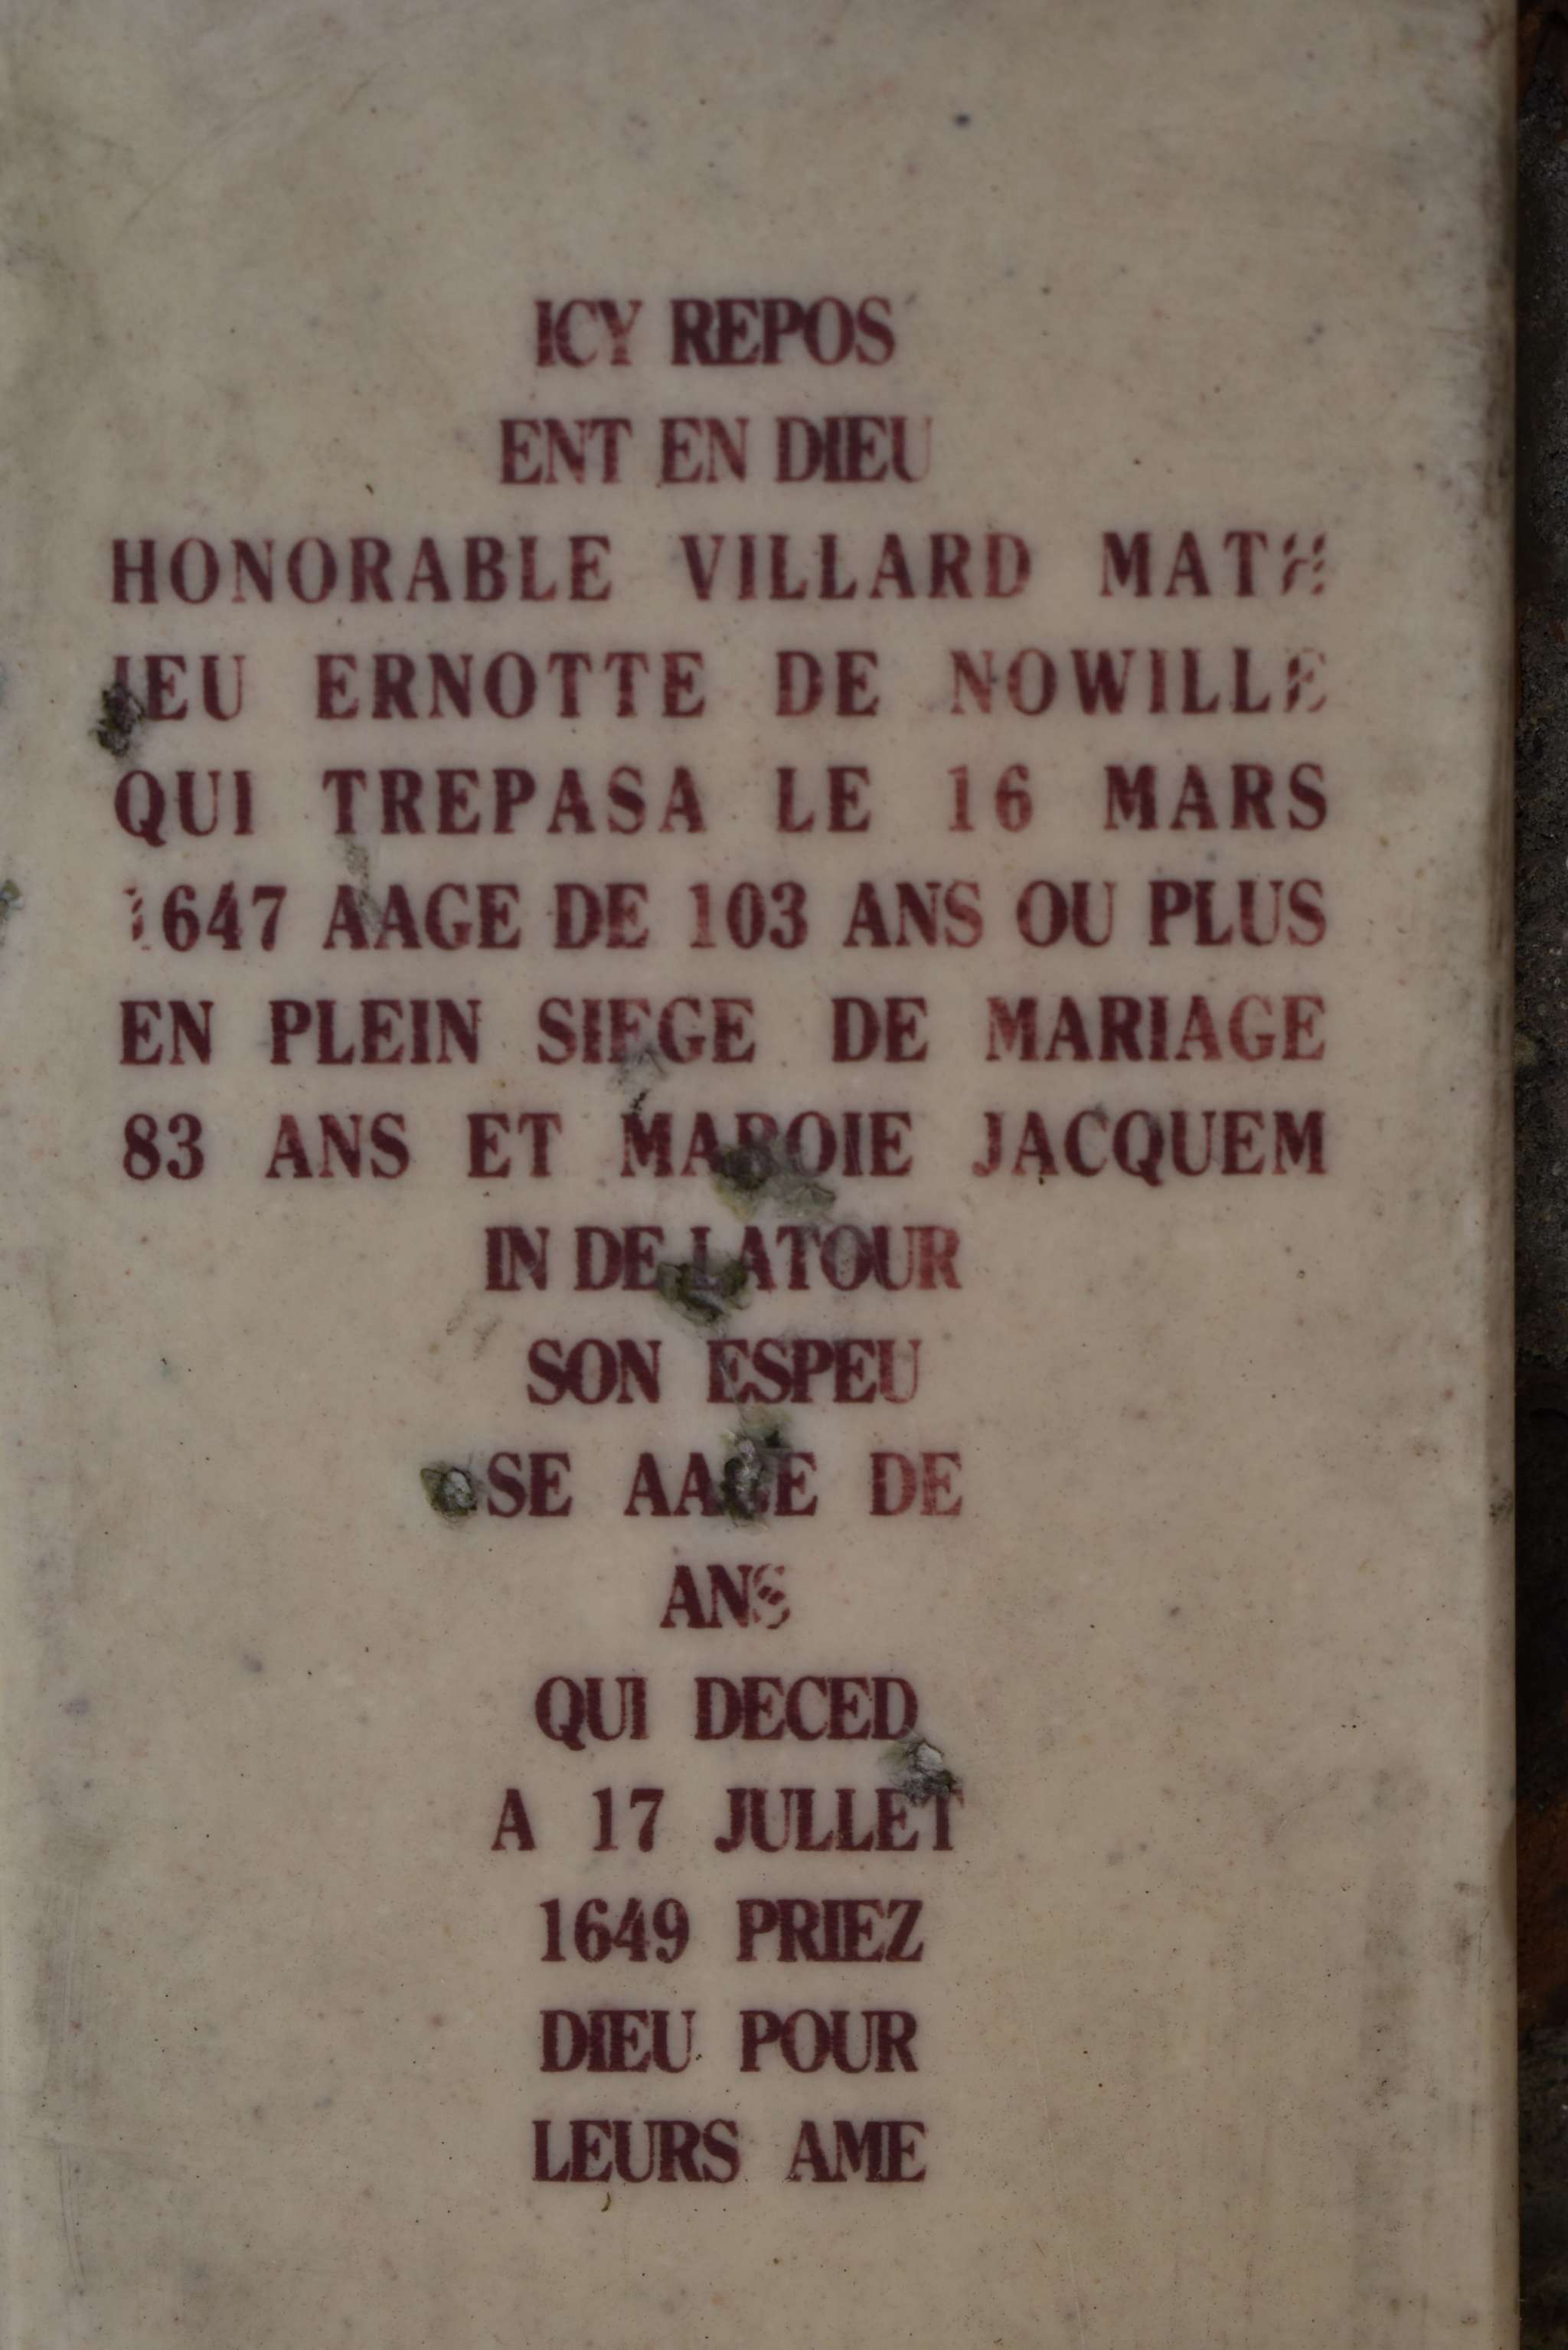 ICY REPOS
ENT EN DIEU
HONORABLE VILLARD MATH
IEU ERNOTTE DE NOWILLE
QUI TREPASA LE 16 MARS
1647 AAGE DE 103 ANS OU PLUS
EN PLEIN SIEGE DE MARIAGE
83 ANS ET MAROIE JACQUEM
IN DE LATOUR
SON ESPEU
SE AAGE DE
ANS
QUI DECED
A 17 JULLET
1649 PRIEZ
DIEU POUR
LEURS AME